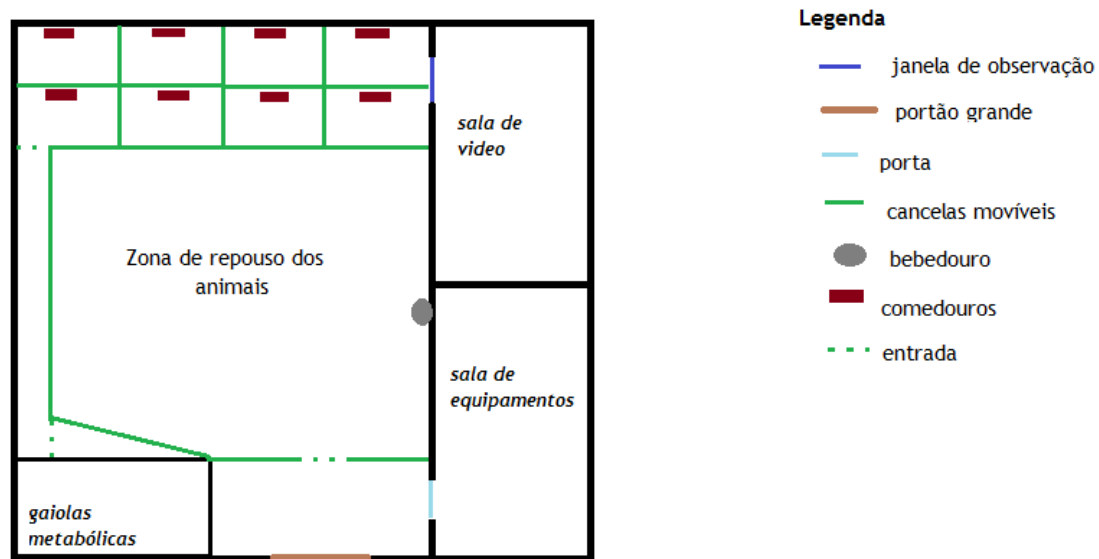 Legenda
janela de observação
portão grande
porta
cancelas movíveis
bebedouro
comedouros
entrada
sala de
video
Zona de repouso dos
animais
sala de
equipamentos
gaiolas
metabólicas